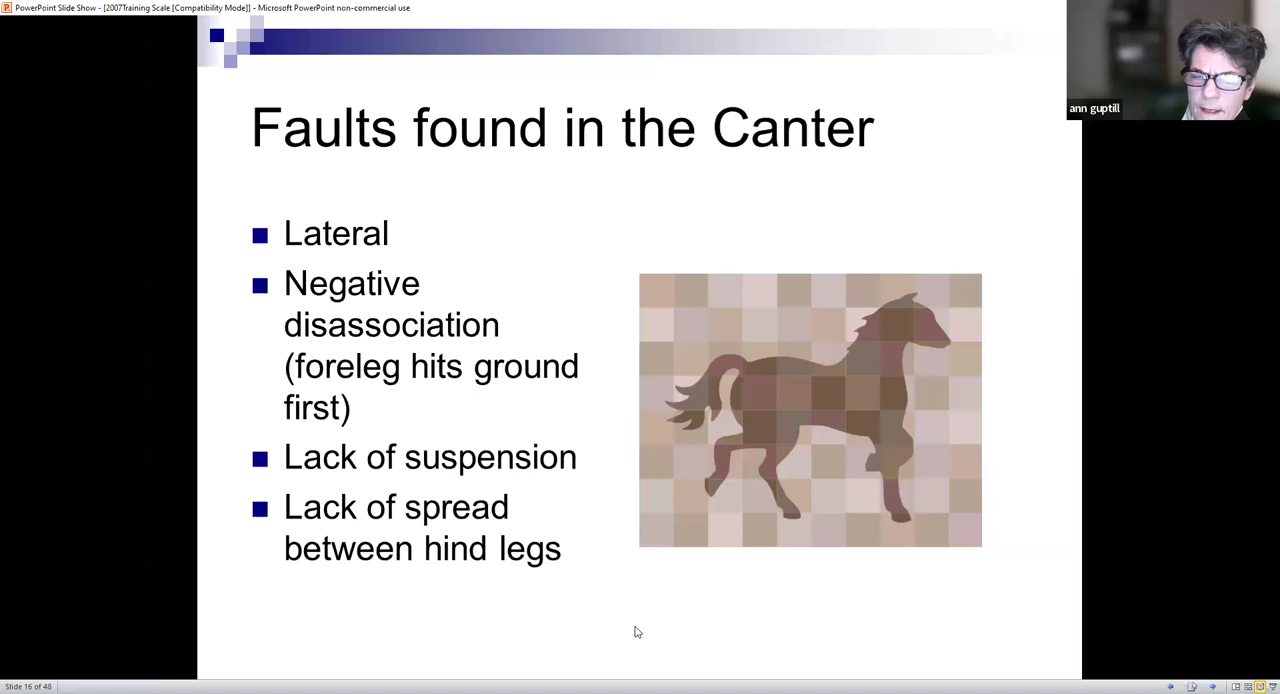 PowerPoint Slide Show - [2007Training Scale [Compatibility Mode]] - Microsoft PowerPoint non-commercial use
ann guptill
Faults found in the Canter
Lateral
Negative
disassociation
(foreleg hits ground
first)
Lack of suspension
Lack of spread
between hind legs
Slide 16 of 48